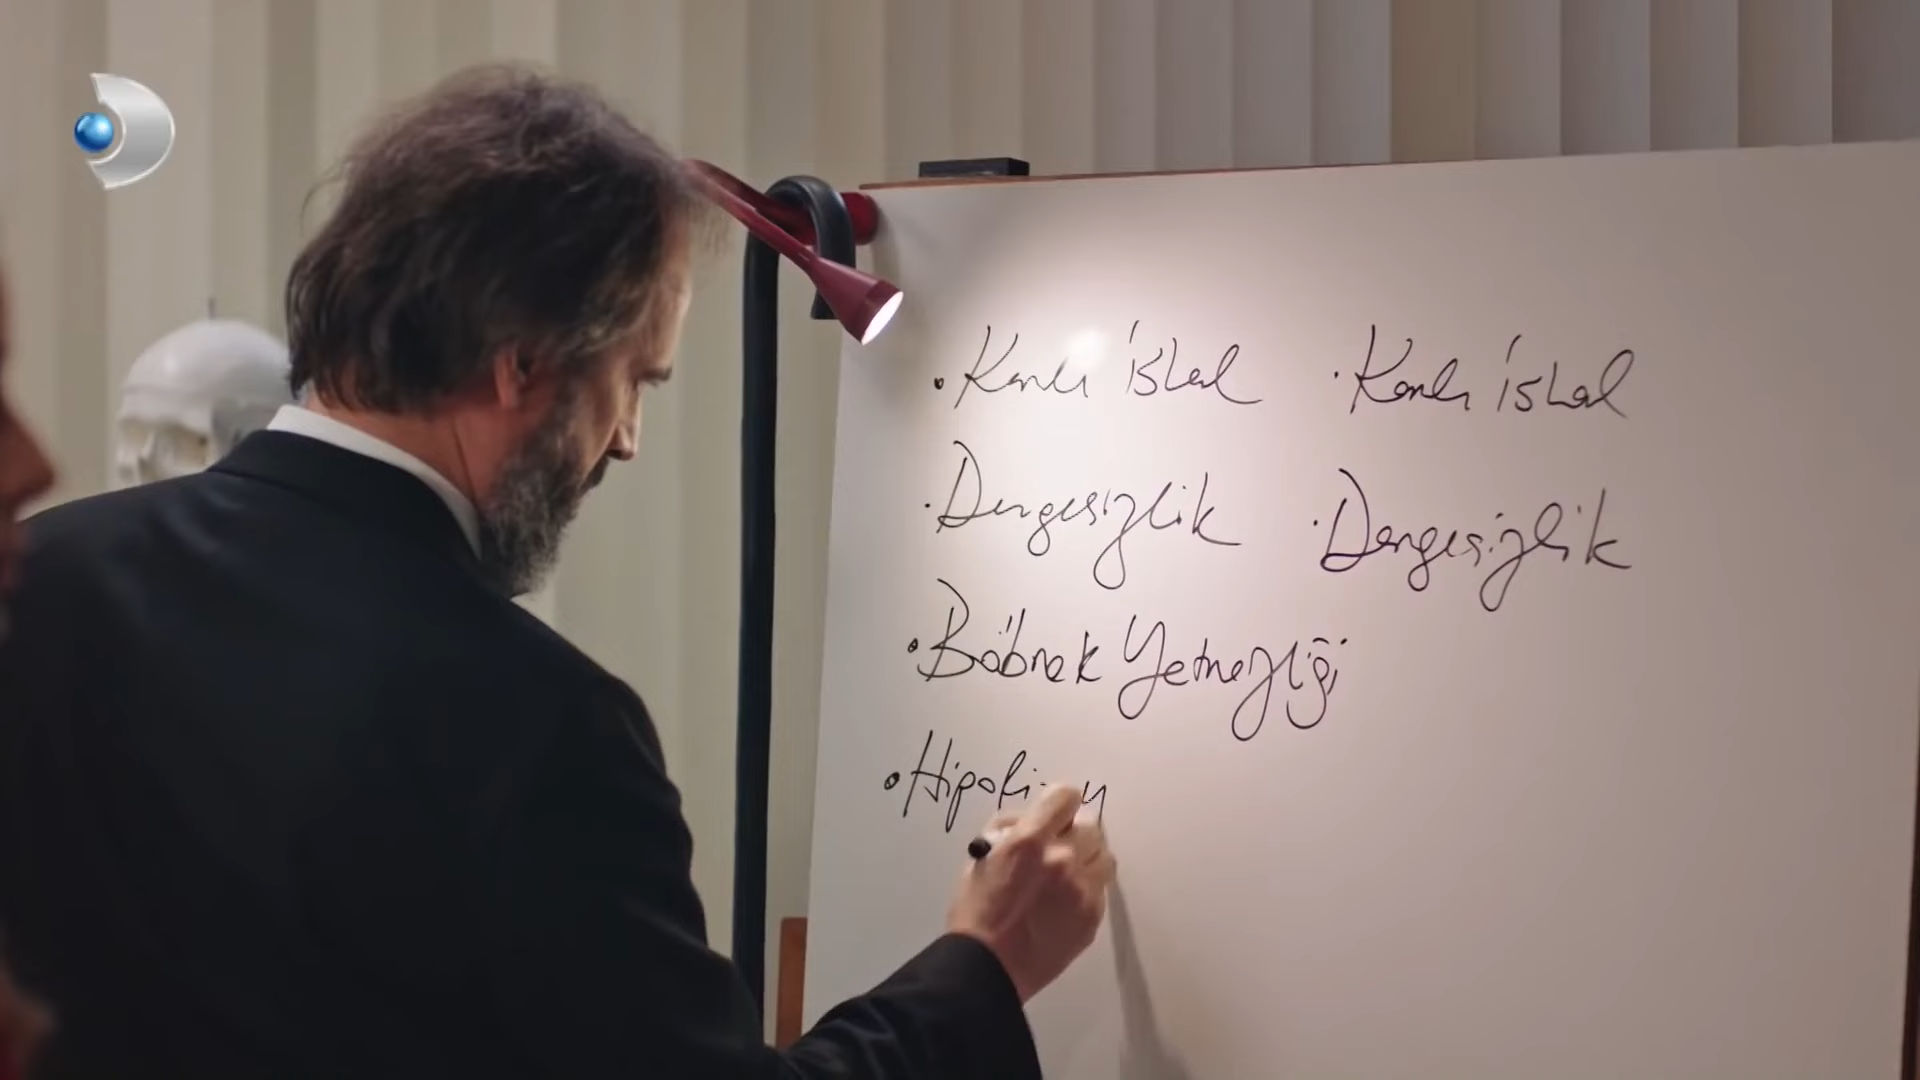 • Kanlı İshal • Kanlı İshal
• Dengesizlik • Dengesizlik
• Böbrek Yetmezliği